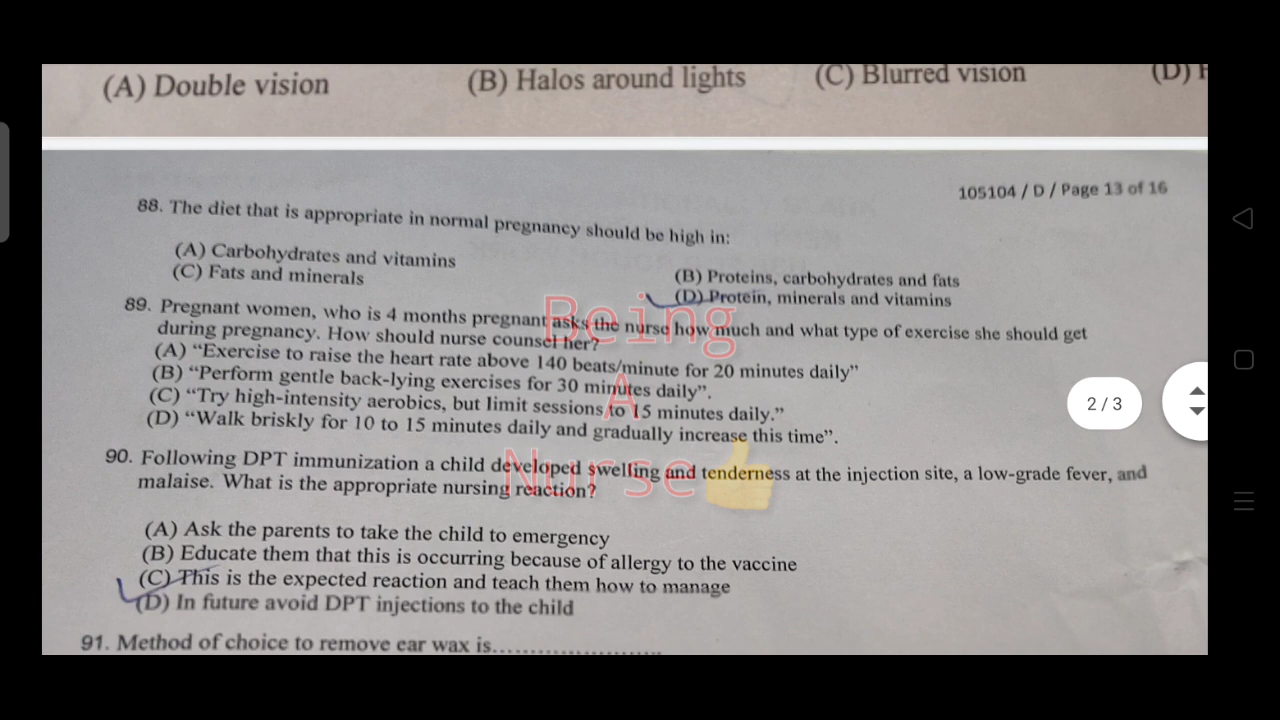 (A) Double vision (B) Halos around lights (C) Blurred vision (D)
105104 / D / Page 13 of 16
88. The diet that is appropriate in normal pregnancy should be high in:
(A) Carbohydrates and vitamins (B) Proteins, carbohydrates and fats
(C) Fats and minerals (D) Protein, minerals and vitamins
89. Pregnant women, who is 4 months pregnant asks the nurse how much and what type of exercise she should get
during pregnancy. How should nurse counsel her?
(A) “Exercise to raise the heart rate above 140 beats/minute for 20 minutes daily”
(B) “Perform gentle back-lying exercises for 30 minutes daily”.
(C) “Try high-intensity aerobics, but limit sessions to 15 minutes daily.”
(D) “Walk briskly for 10 to 15 minutes daily and gradually increase this time”.
Being
A
Nurse
2 / 3
90. Following DPT immunization a child developed swelling and tenderness at the injection site, a low-grade fever, and
malaise. What is the appropriate nursing reaction?
(A) Ask the parents to take the child to emergency
(B) Educate them that this is occurring because of allergy to the vaccine
(C) This is the expected reaction and teach them how to manage
(D) In future avoid DPT injections to the child
91. Method of choice to remove ear wax is......................